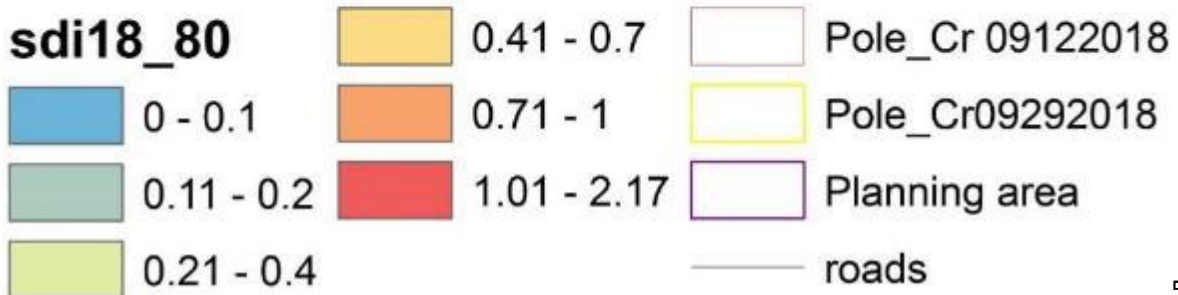 sdi18_80
0 - 0.1
0.11 - 0.2
0.21 - 0.4
0.41 - 0.7
0.71 - 1
1.01 - 2.17
Pole_Cr 09122018
Pole_Cr09292018
Planning area
roads